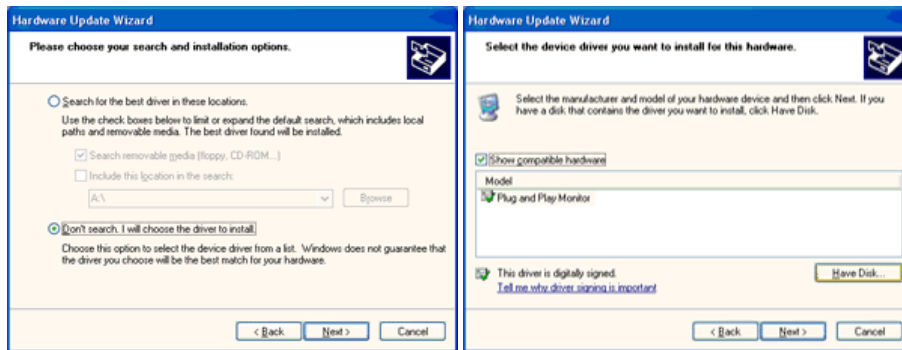 Hardware Update Wizard
Please choose your search and installation options.
Search for the best driver in these locations.
Use the check boxes below to limit or expand the default search, which includes local
paths and removable media. The best driver found will be installed.
Search removable media (floppy, CD-ROM...)
Include this location in the search:
A:\
Browse
Don't search. I will choose the driver to install.
Choose this option to select the device driver from a list. Windows does not guarantee that
the driver you choose will be the best match for your hardware.
< Back
Next >
Cancel
Hardware Update Wizard
Select the device driver you want to install for this hardware.
Select the manufacturer and model of your hardware device and then click Next. If you
have a disk that contains the driver you want to install, click Have Disk.
Show compatible hardware
Model
Plug and Play Monitor
This driver is digitally signed.
Tell me why driver signing is important
Have Disk...
< Back
Next >
Cancel